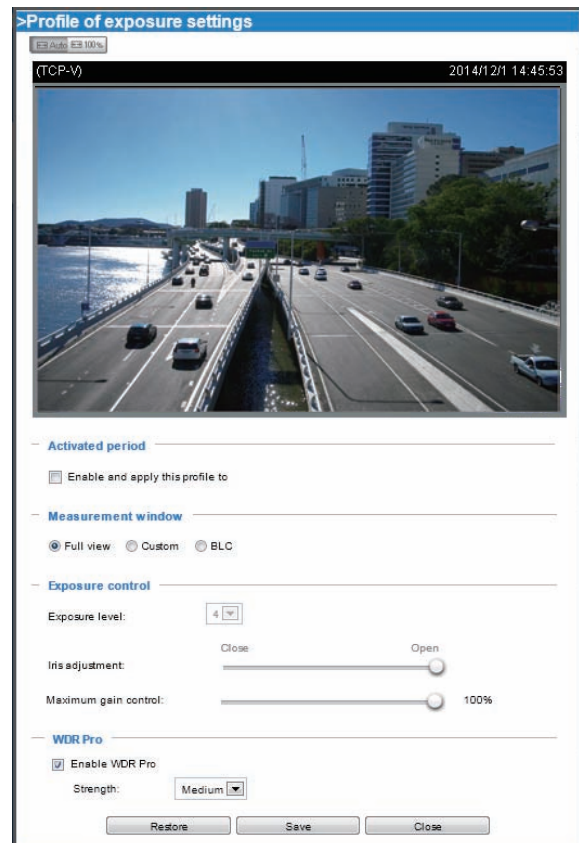 >Profile of exposure settings
Auto 100%
(TCP-V) 2014/12/1 14:45:53
Activated period
Enable and apply this profile to
Measurement window
Full view Custom BLC
Exposure control
Exposure level: 4
Close Open
Iris adjustment:
Maximum gain control: 100%
WDR Pro
Enable WDR Pro
Strength: Medium
Restore Save Close